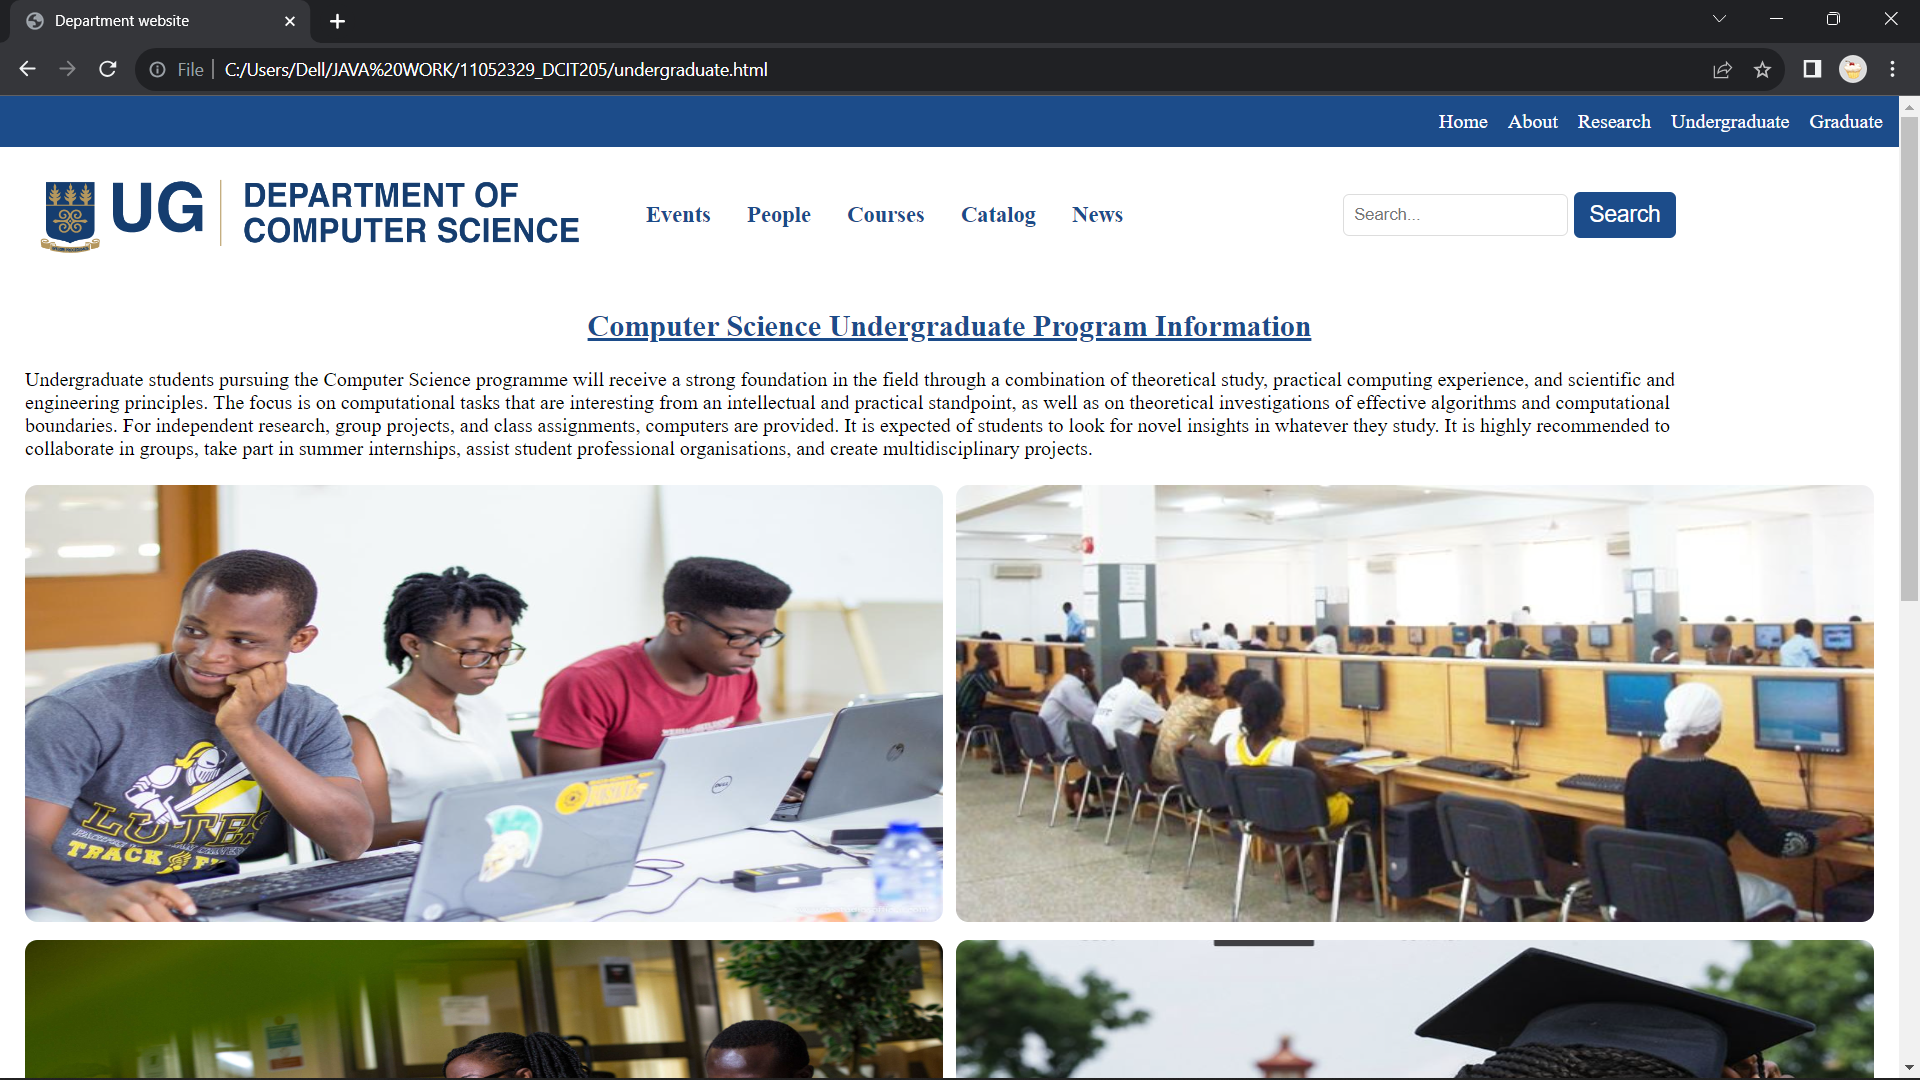 Department website
File
C:/Users/Dell/JAVA%20WORK/11052329_DCIT205/undergraduate.html
Home About Research Undergraduate Graduate
UG DEPARTMENT OF
COMPUTER SCIENCE
Events People Courses Catalog News
Search...
Search
Computer Science Undergraduate Program Information
Undergraduate students pursuing the Computer Science programme will receive a strong foundation in the field through a combination of theoretical study, practical computing experience, and scientific and
engineering principles. The focus is on computational tasks that are interesting from an intellectual and practical standpoint, as well as on theoretical investigations of effective algorithms and computational
boundaries. For independent research, group projects, and class assignments, computers are provided. It is expected of students to look for novel insights in whatever they study. It is highly recommended to
collaborate in groups, take part in summer internships, assist student professional organisations, and create multidisciplinary projects.
DELL
LUTES
TRACK